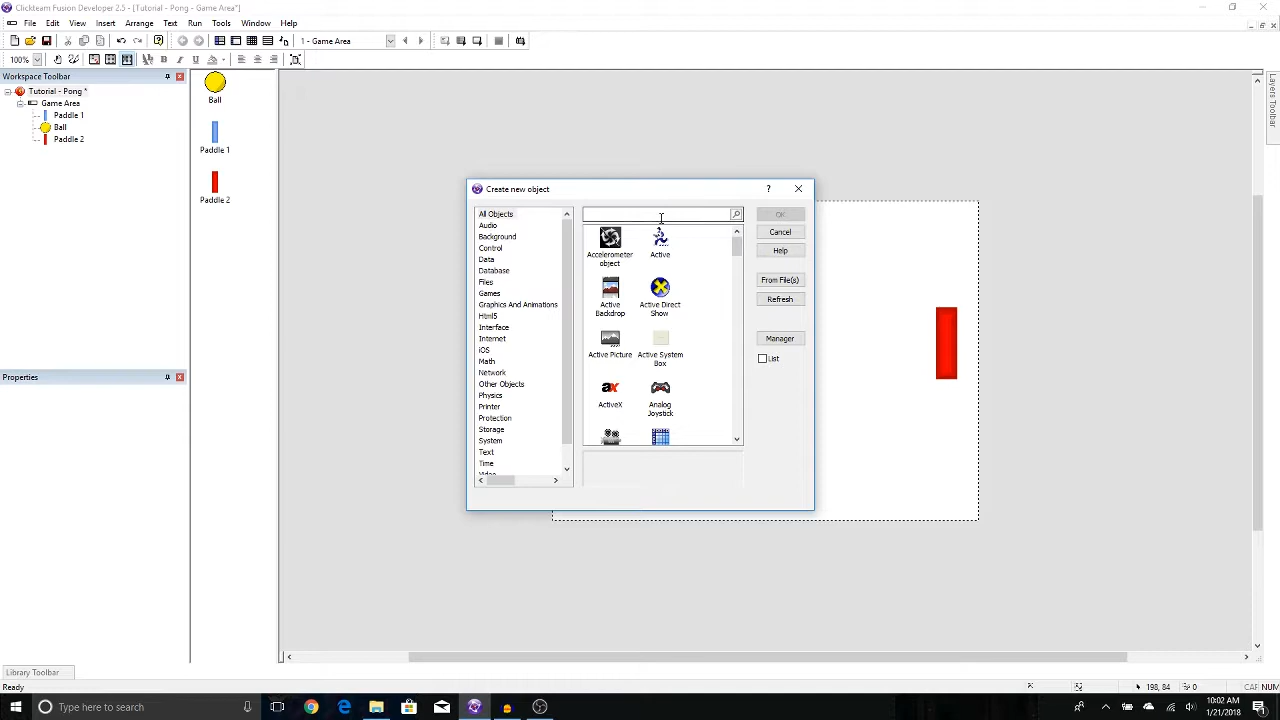 Clickteam Fusion Developer 2.5 - [Tutorial - Pong - Game Area*]
File Edit View Insert Arrange Text Run Tools Window Help
1 - Game Area
100%
Workspace Toolbar
Tutorial - Pong *
Game Area
Paddle 1
Ball
Paddle 2
Ball
Paddle 1
Paddle 2
Layers Toolbar
Properties
Create new object
All Objects
Audio
Background
Control
Data
Database
Files
Games
Graphics And Animations
Html5
Interface
Internet
iOS
Math
Network
Other Objects
Physics
Printer
Protection
Storage
System
Text
Time
Video
Accelerometer object
Active
Active Backdrop
Active Direct Show
Active Picture
Active System Box
ActiveX
Analog Joystick
OK
Cancel
Help
From File(s)
Refresh
Manager
List
Library Toolbar
Ready
198, 84
0
CAP
NUM
Type here to search
10:02 AM
1/21/2018